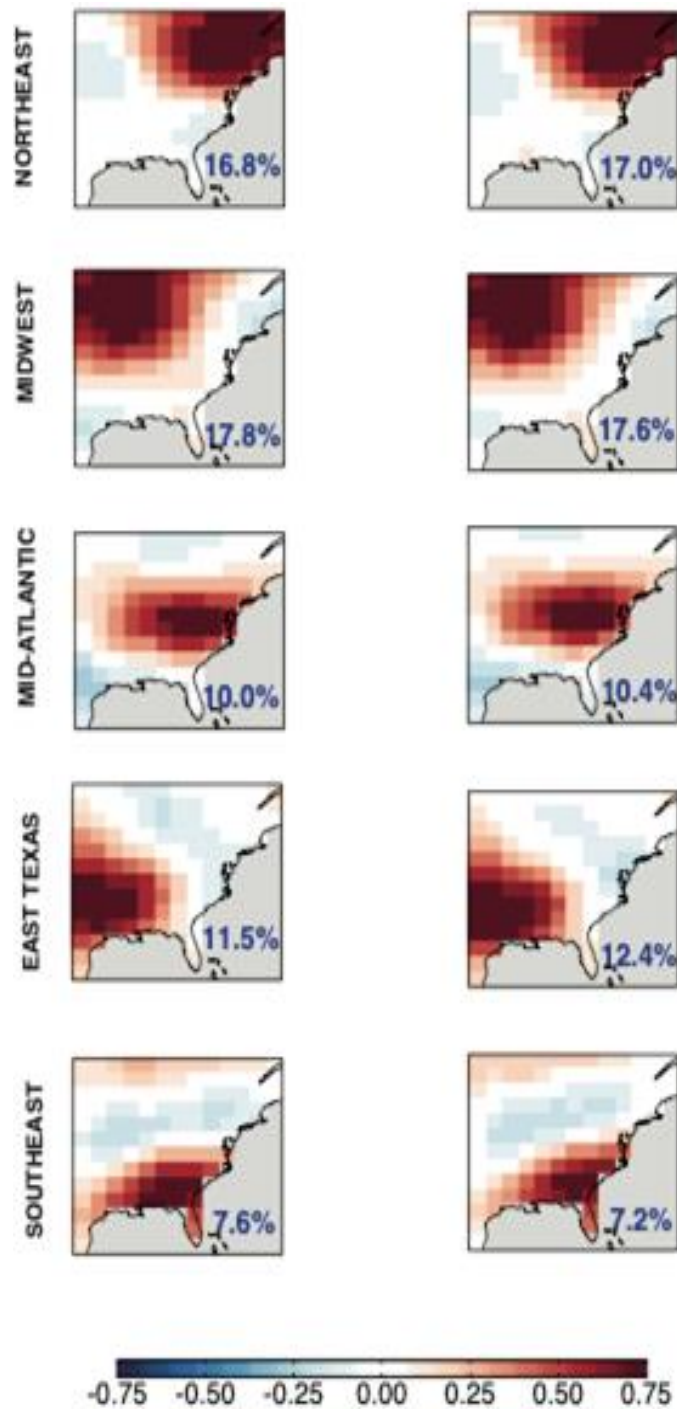 NORTHEAST
16.8%
17.0%
MIDWEST
17.8%
17.6%
MID-ATLANTIC
10.0%
10.4%
EAST TEXAS
11.5%
12.4%
SOUTHEAST
7.6%
7.2%
-0.75 -0.50 -0.25 0.00 0.25 0.50 0.75